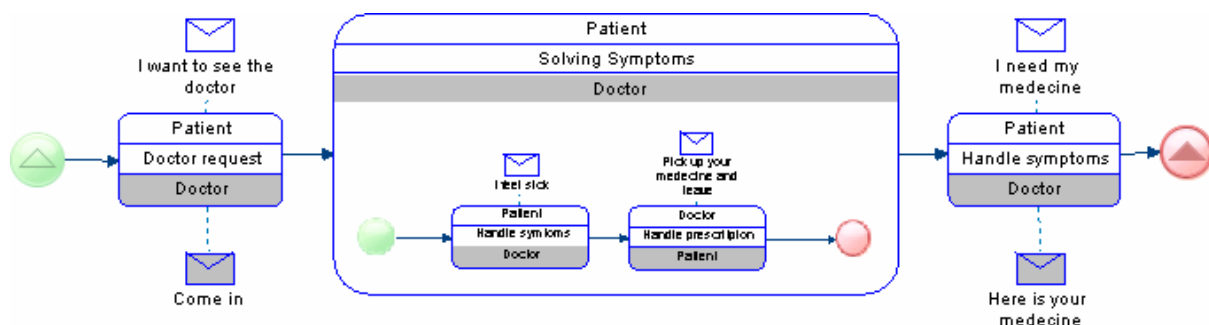 I want to see the
doctor
Patient
Doctor request
Doctor
Come in
Patient
Solving Symptoms
Doctor
I feel sick
Patient
Handle symtoms
Doctor
Pick up your
medecine and
leave
Doctor
Handle prescription
Patient
I need my
medecine
Patient
Handle symptoms
Doctor
Here is your
medecine